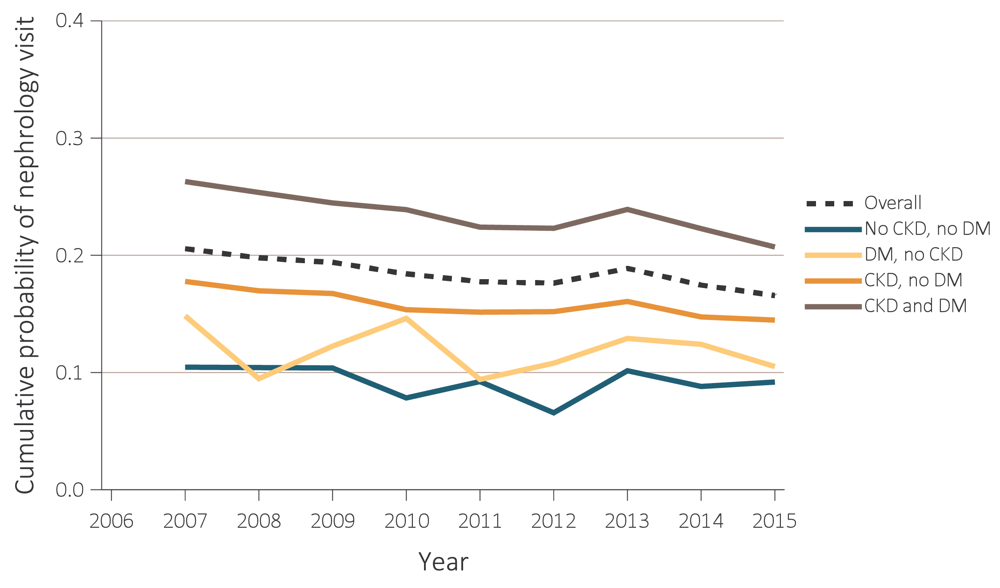 Cumulative probability of nephrology visit
0.4
0.3
0.2
0.1
0.0
2006 2007 2008 2009 2010 2011 2012 2013 2014 2015
Year
Overall
No CKD, no DM
DM, no CKD
CKD, no DM
CKD and DM